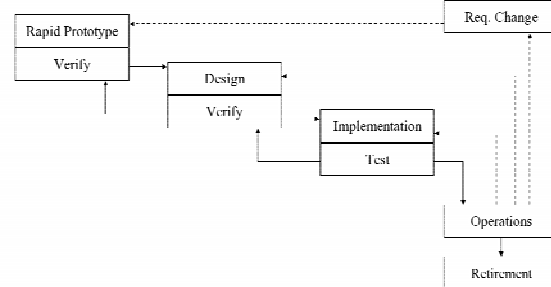 Req. Change
Rapid Prototype
Verify
Design
Verify
Implementation
Test
Operations
Retirement